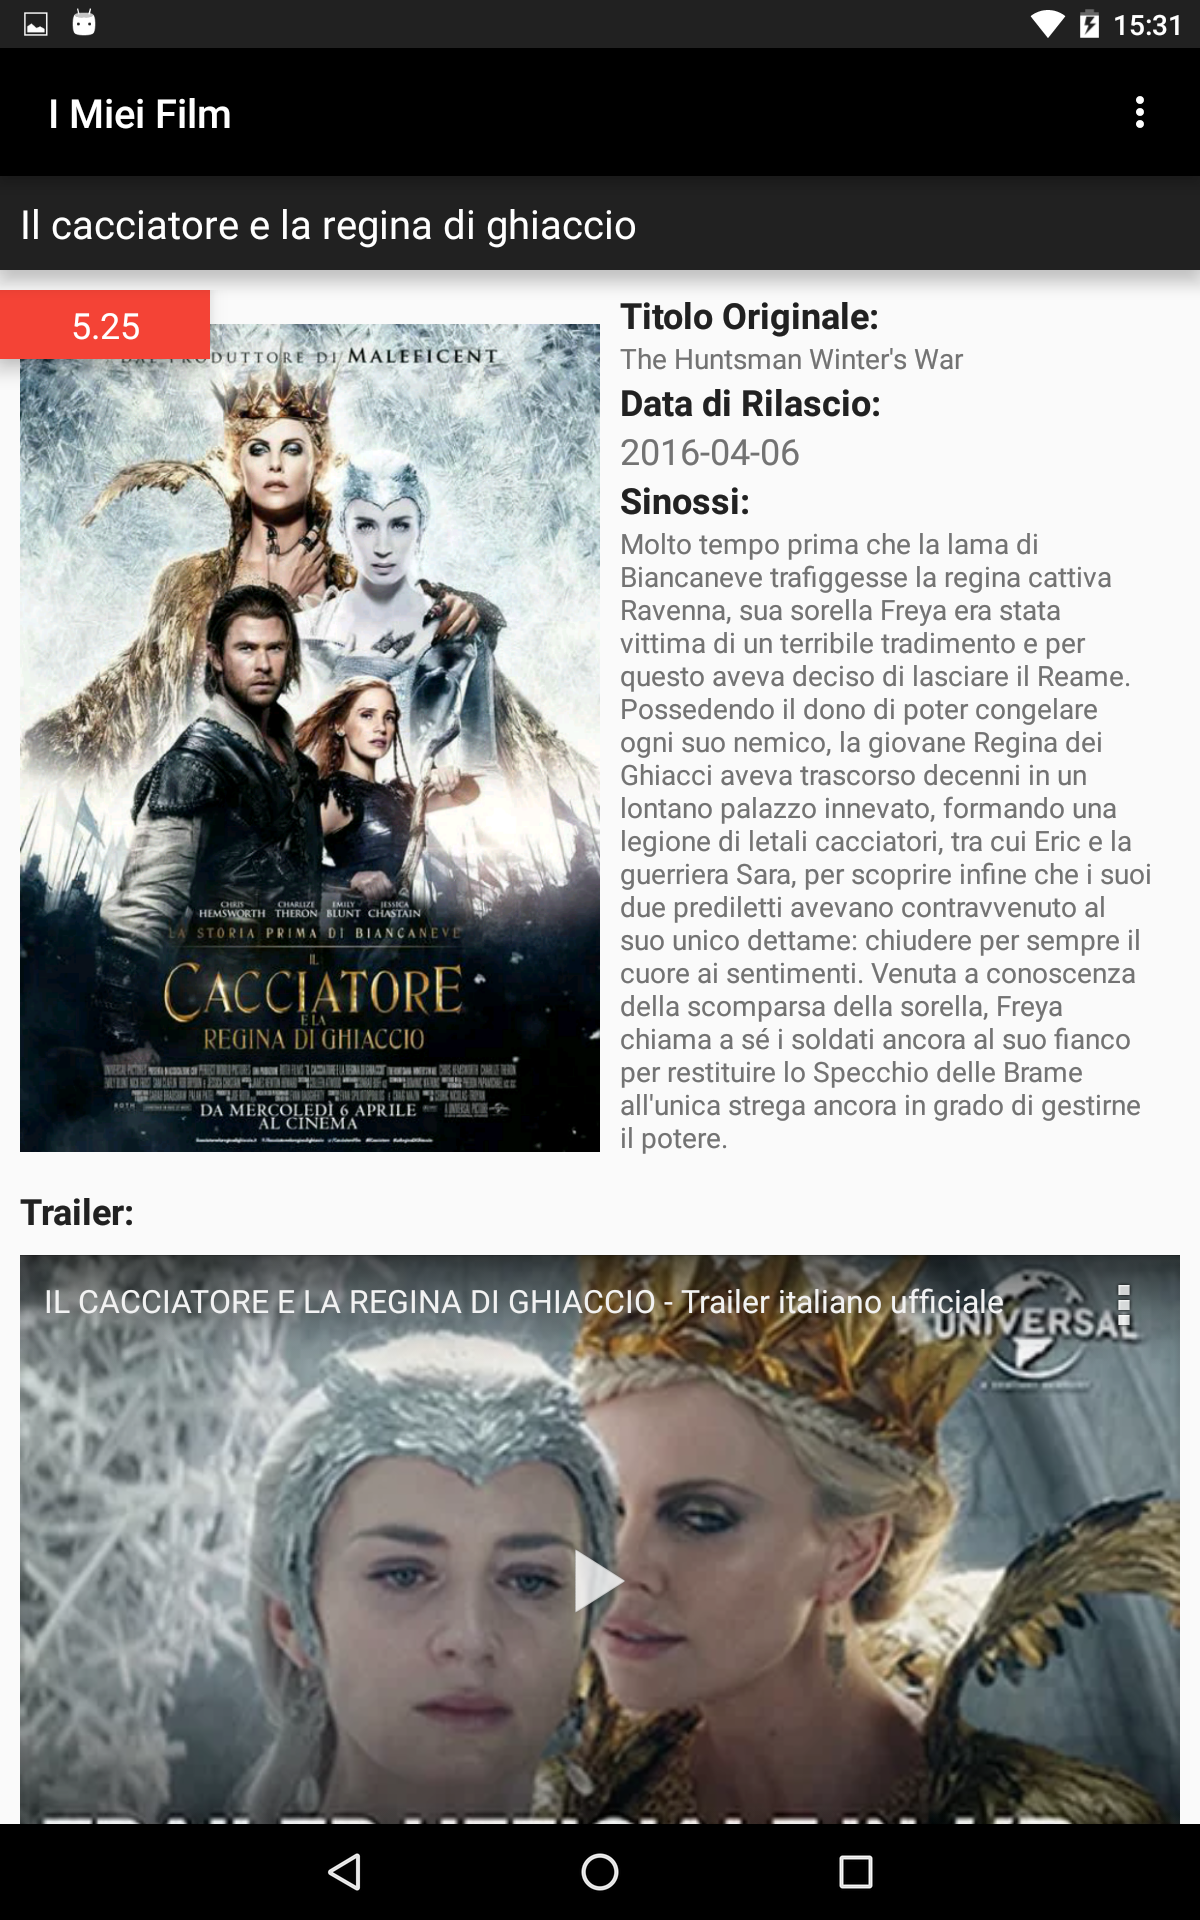 15:31
I Miei Film
Il cacciatore e la regina di ghiaccio
5.25
PRODUTTORE DI MALEFICENT
CHRIS HEMSWORTH CHARLIZE THERON EMILY BLUNT JESSICA CHASTAIN
LA STORIA PRIMA DI BIANCANEVE
IL
CACCIATORE
E LA
REGINA DI GHIACCIO
DA MERCOLEDÌ 6 APRILE
AL CINEMA
Titolo Originale:
The Huntsman Winter's War
Data di Rilascio:
2016-04-06
Sinossi:
Molto tempo prima che la lama di
Biancaneve trafiggesse la regina cattiva
Ravenna, sua sorella Freya era stata
vittima di un terribile tradimento e per
questo aveva deciso di lasciare il Reame.
Possedendo il dono di poter congelare
ogni suo nemico, la giovane Regina dei
Ghiacci aveva trascorso decenni in un
lontano palazzo innevato, formando una
legione di letali cacciatori, tra cui Eric e la
guerriera Sara, per scoprire infine che i suoi
due prediletti avevano contravvenuto al
suo unico dettame: chiudere per sempre il
cuore ai sentimenti. Venuta a conoscenza
della scomparsa della sorella, Freya
chiama a sé i soldati ancora al suo fianco
per restituire lo Specchio delle Brame
all'unica strega ancora in grado di gestirne
il potere.
Trailer:
IL CACCIATORE E LA REGINA DI GHIACCIO - Trailer italiano ufficiale
UNIVERSAL